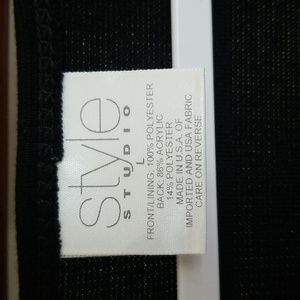 style
STUDIO
L
FRONT/LINING: 100% POLYESTER
BACK: 86% ACRYLIC
14% POLYESTER
MADE IN U.S.A. OF
IMPORTED AND USA FABRIC
CARE ON REVERSE